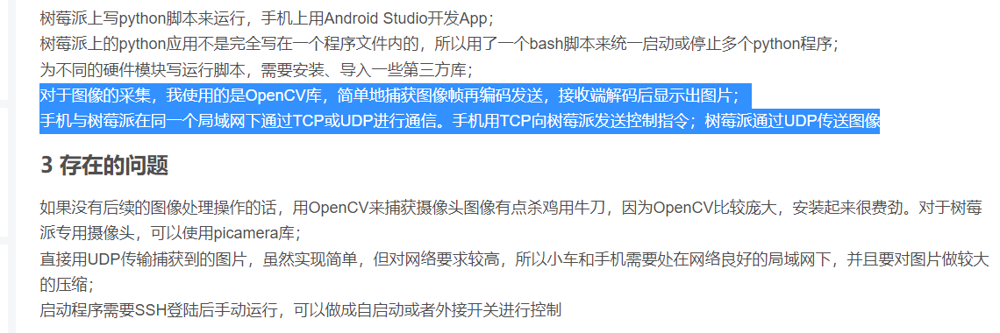 树莓派上写python脚本来运行，手机上用Android Studio开发App；
树莓派上的python应用不是完全写在一个程序文件内的，所以用了一个bash脚本来统一启动或停止多个python程序；
为不同的硬件模块写运行脚本，需要安装、导入一些第三方库；
对于图像的采集，我使用的是OpenCV库，简单地捕获图像帧再编码发送，接收端解码后显示出图片；
手机与树莓派在同一个局域网下通过TCP或UDP进行通信。手机用TCP向树莓派发送控制指令；树莓派通过UDP传送图像
3 存在的问题
如果没有后续的图像处理操作的话，用OpenCV来捕获摄像头图像有点杀鸡用牛刀，因为OpenCV比较庞大，安装起来很费劲。对于树莓
派专用摄像头，可以使用picamera库；
直接用UDP传输捕获到的图片，虽然实现简单，但对网络要求较高，所以小车和手机需要处在网络良好的局域网下，并且要对图片做较大
的压缩；
启动程序需要SSH登陆后手动运行，可以做成自启动或者外接开关进行控制